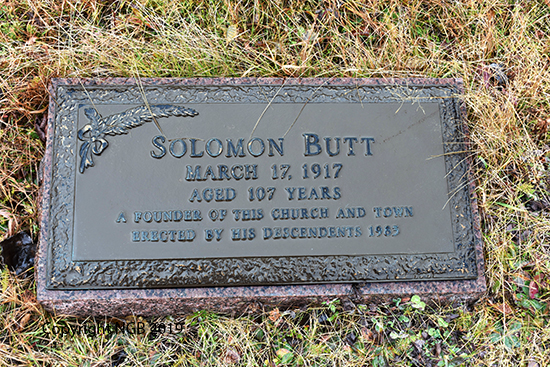 SOLOMON BUTT
MARCH 17, 1917
AGED 107 YEARS
A FOUNDER OF THIS CHURCH AND TOWN
ERECTED BY HIS DESCENDENTS 1985
Copyright NGB 2019